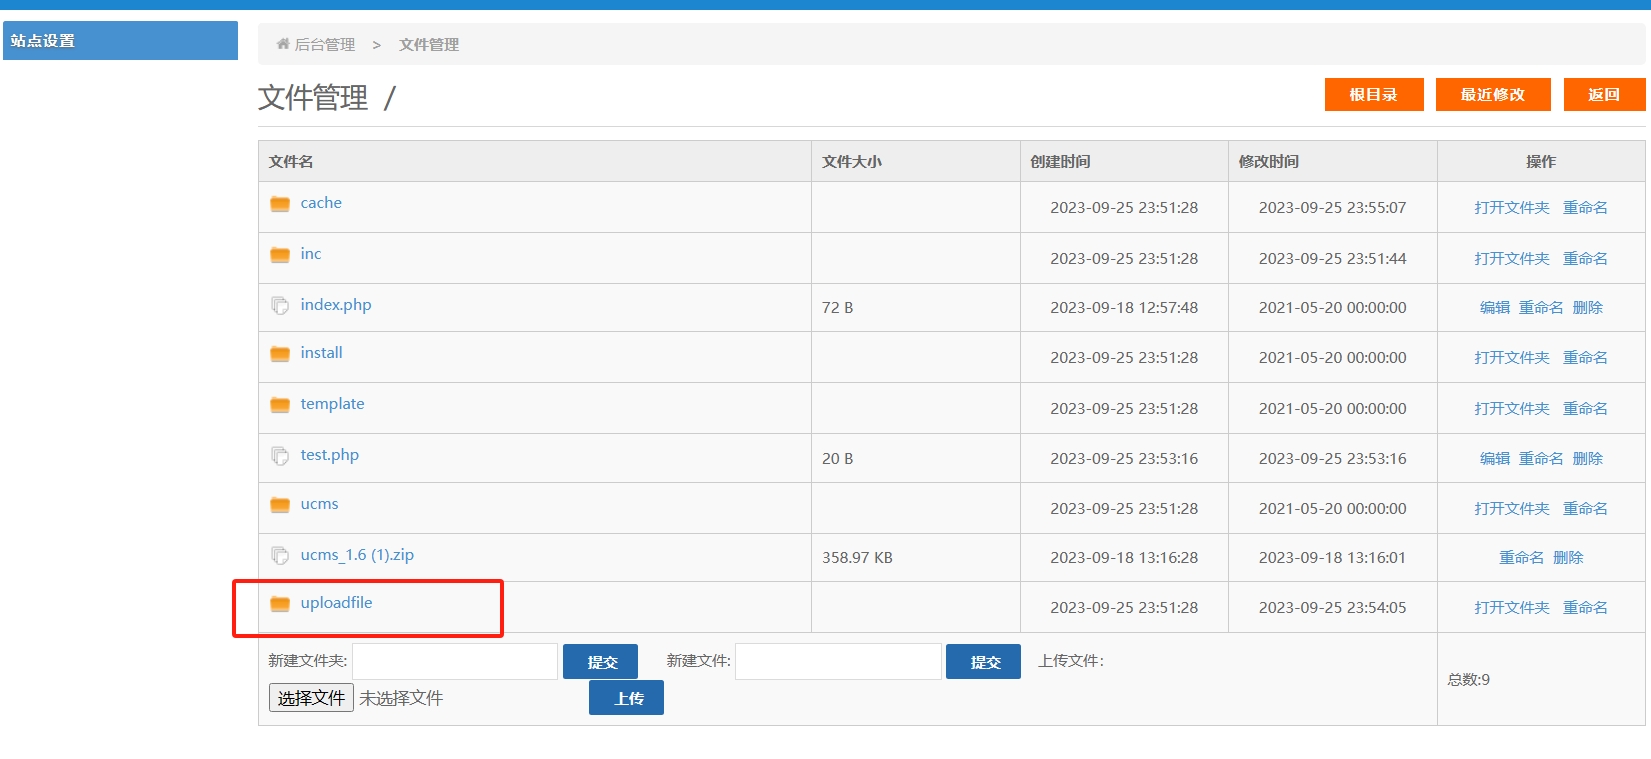 站点设置
后台管理 > 文件管理
文件管理 /
根目录 最近修改 返回
文件名 文件大小 创建时间 修改时间 操作
cache 2023-09-25 23:51:28 2023-09-25 23:55:07 打开文件夹 重命名
inc 2023-09-25 23:51:28 2023-09-25 23:51:44 打开文件夹 重命名
index.php 72 B 2023-09-18 12:57:48 2021-05-20 00:00:00 编辑 重命名 删除
install 2023-09-25 23:51:28 2021-05-20 00:00:00 打开文件夹 重命名
template 2023-09-25 23:51:28 2021-05-20 00:00:00 打开文件夹 重命名
test.php 20 B 2023-09-25 23:53:16 2023-09-25 23:53:16 编辑 重命名 删除
ucms 2023-09-25 23:51:28 2021-05-20 00:00:00 打开文件夹 重命名
ucms_1.6 (1).zip 358.97 KB 2023-09-18 13:16:28 2023-09-18 13:16:01 重命名 删除
uploadfile 2023-09-25 23:51:28 2023-09-25 23:54:05 打开文件夹 重命名
新建文件夹: 提交 新建文件: 提交 上传文件:
选择文件 未选择文件 上传
总数:9